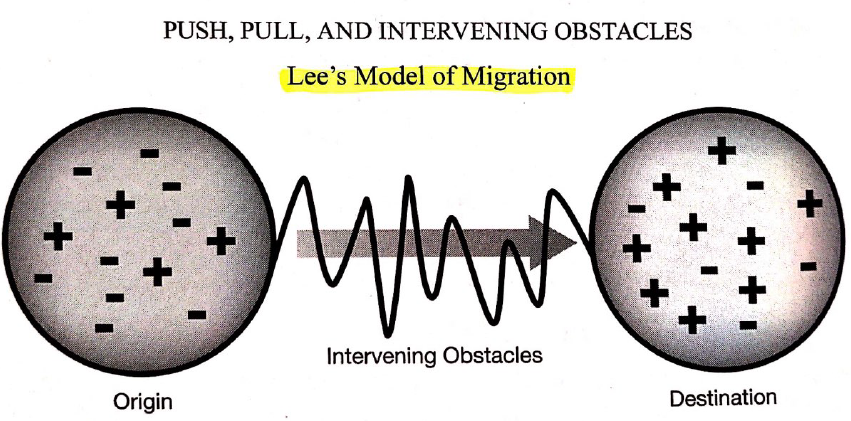 PUSH, PULL, AND INTERVENING OBSTACLES
Lee's Model of Migration
Intervening Obstacles
Origin
Destination